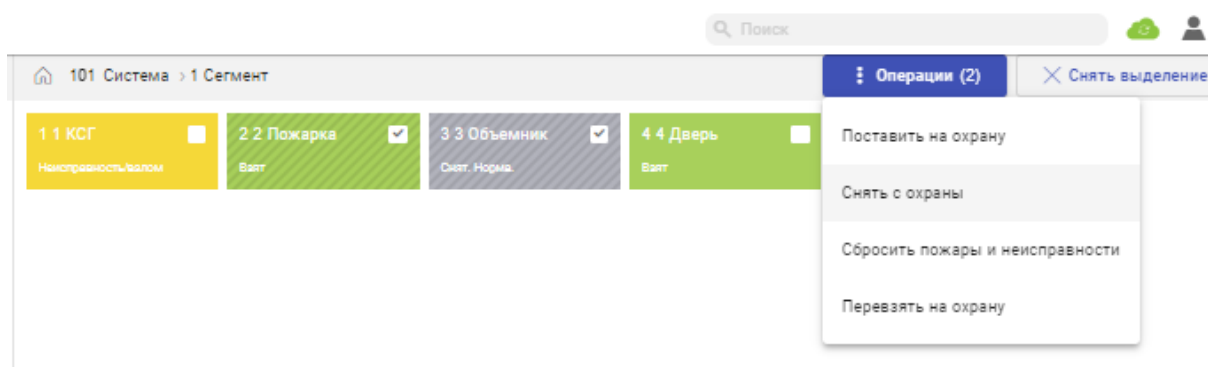 Поиск
101 Система > 1 Сегмент
Операции (2)
Снять выделение
1 1 КСГ
Неисправность/взлом
2 2 Пожарка
Взят
3 3 Объемник
Снят. Норма.
4 4 Дверь
Взят
Поставить на охрану
Снять с охраны
Сбросить пожары и неисправности
Перевзять на охрану